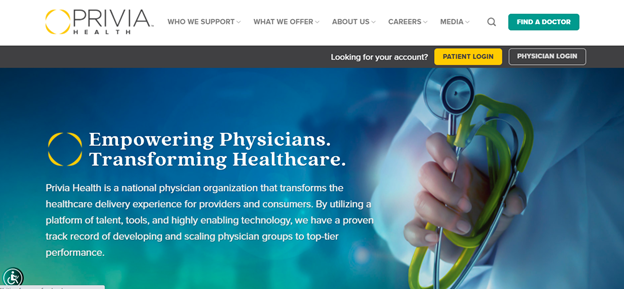 PRIVIA
HEALTH
WHO WE SUPPORT WHAT WE OFFER ABOUT US CAREERS MEDIA FIND A DOCTOR
Looking for your account? PATIENT LOGIN PHYSICIAN LOGIN
Empowering Physicians.
Transforming Healthcare.
Privia Health is a national physician organization that transforms the
healthcare delivery experience for providers and consumers. By utilizing a
platform of talent, tools, and highly enabling technology, we have a proven
track record of developing and scaling physician groups to top-tier
performance.